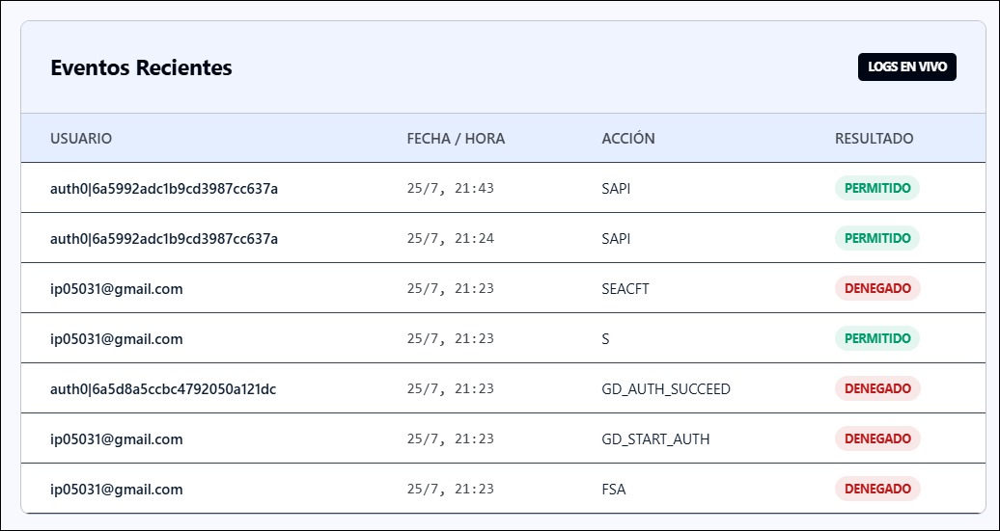 Eventos Recientes
LOGS EN VIVO
USUARIO FECHA / HORA ACCIÓN RESULTADO
auth0|6a5992adc1b9cd3987cc637a 25/7, 21:43 SAPI PERMITIDO
auth0|6a5992adc1b9cd3987cc637a 25/7, 21:24 SAPI PERMITIDO
ip05031@gmail.com 25/7, 21:23 SEACFT DENEGADO
ip05031@gmail.com 25/7, 21:23 S PERMITIDO
auth0|6a5d8a5ccbc4792050a121dc 25/7, 21:23 GD_AUTH_SUCCEED DENEGADO
ip05031@gmail.com 25/7, 21:23 GD_START_AUTH DENEGADO
ip05031@gmail.com 25/7, 21:23 FSA DENEGADO